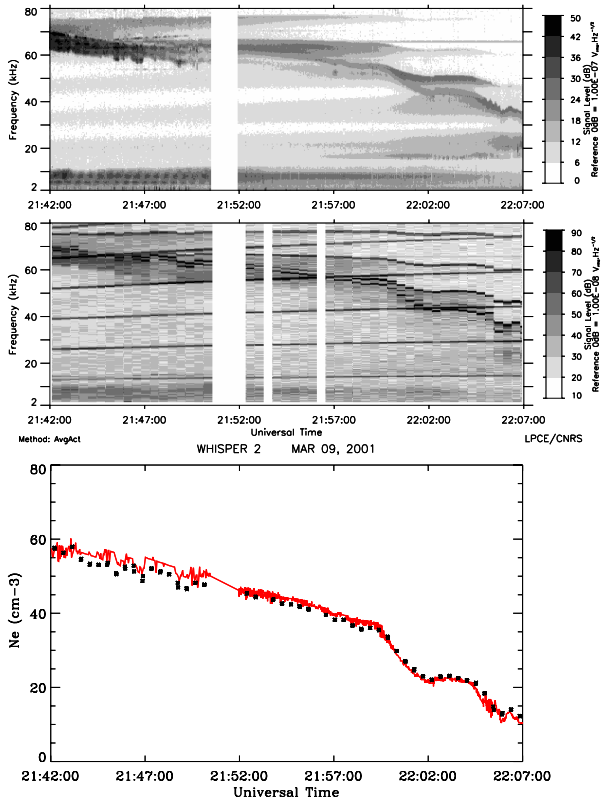 80
60
40
20
2
Frequency (kHz)
21:42:00 21:47:00 21:52:00 21:57:00 22:02:00 22:07:00
50
42
36
30
24
18
12
6
0
Signal Level (dB)
Reference 0dB = 1.00E-07 Vrms.Hz-1/2
80
60
40
20
2
Frequency (kHz)
21:42:00 21:47:00 21:52:00 21:57:00 22:02:00 22:07:00
Universal Time
90
80
70
60
50
40
30
20
10
Signal Level (dB)
Reference 0dB = 1.00E-08 Vrms.Hz-1/2
Method: AvgAct
LPCE/CNRS
WHISPER 2 MAR 09, 2001
80
60
40
20
0
Ne (cm-3)
21:42:00 21:47:00 21:52:00 21:57:00 22:02:00 22:07:00
Universal Time